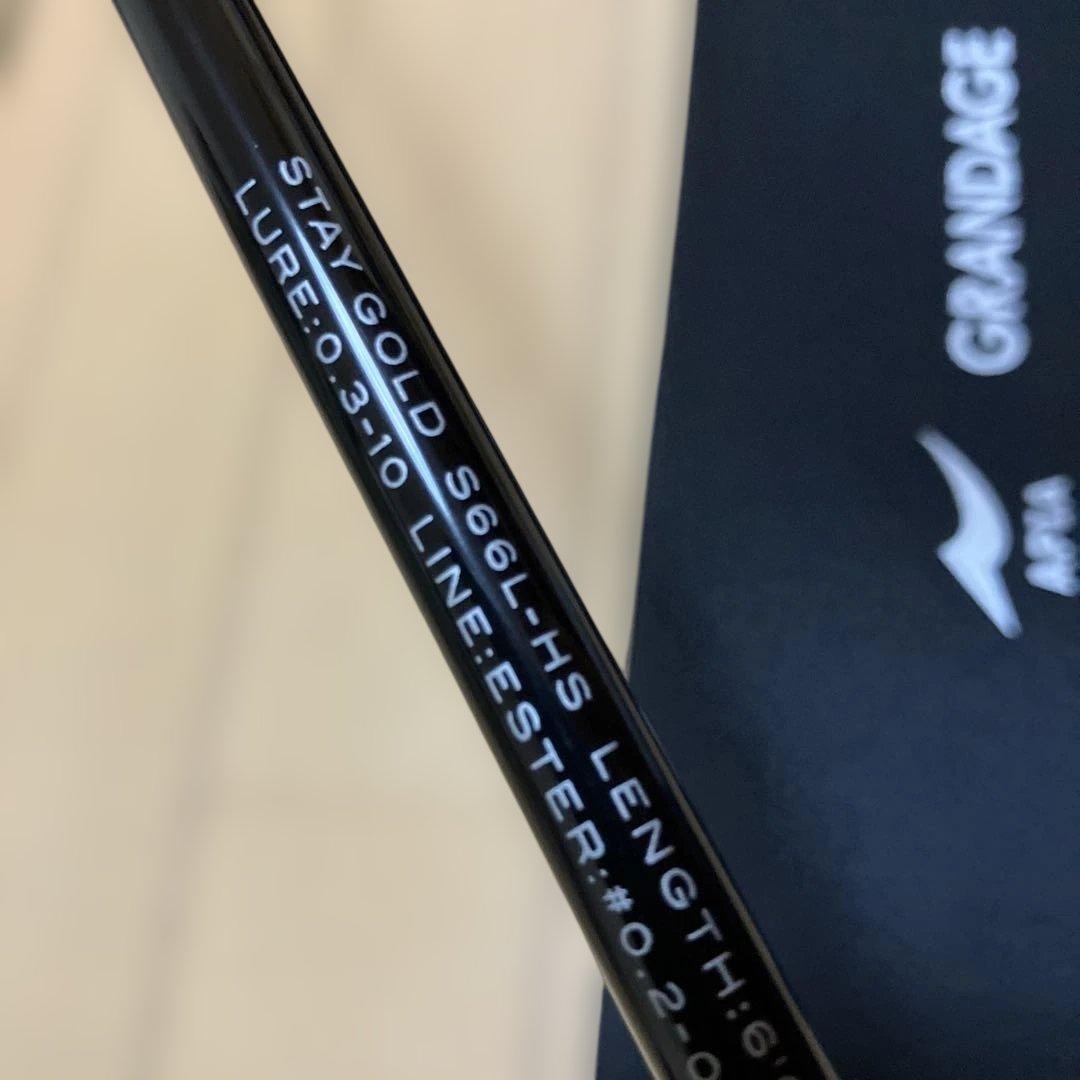 STAY GOLD S66L-HS LENGTH:6'
LURE:0.3-10 LINE:ESTER:#0.2-0
GRANDAGE
APIA